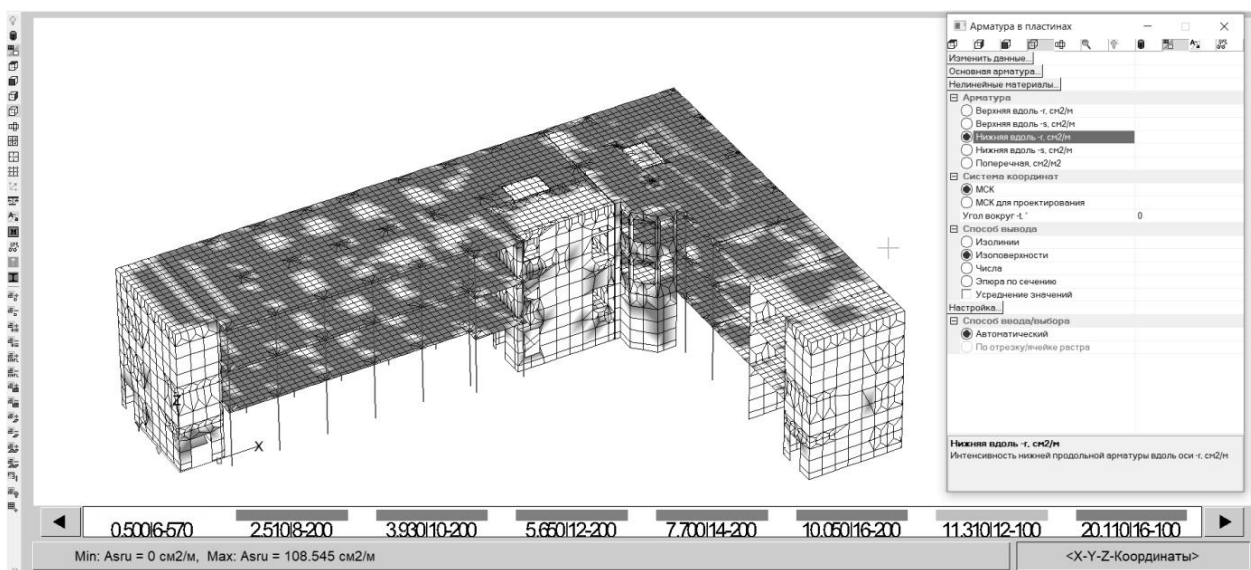 Арматура в пластинах
Изменить данные...
Основная арматура...
Нелинейные материалы...
Арматура
Верхняя вдоль -r, см2/м
Верхняя вдоль -s, см2/м
Нижняя вдоль -r, см2/м
Нижняя вдоль -s, см2/м
Поперечная, см2/м2
Система координат
МСК
МСК для проектирования
Угол вокруг -t, ° 0
Способ вывода
Изолинии
Изоповерхности
Числа
Эпюра по сечению
Усреднение значений
Настройка...
Способ ввода/выбора
Автоматический
По отрезку/ячейке растра
Нижняя вдоль -r, см2/м
Интенсивность нижней продольной арматуры вдоль оси -r, см2/м
Z
X
0.500|6-570 2.510|8-200 3.930|10-200 5.650|12-200 7.700|14-200 10.050|16-200 11.310|12-100 20.110|16-100
Min: Asru = 0 см2/м, Max: Asru = 108.545 см2/м <X-Y-Z-Координаты>